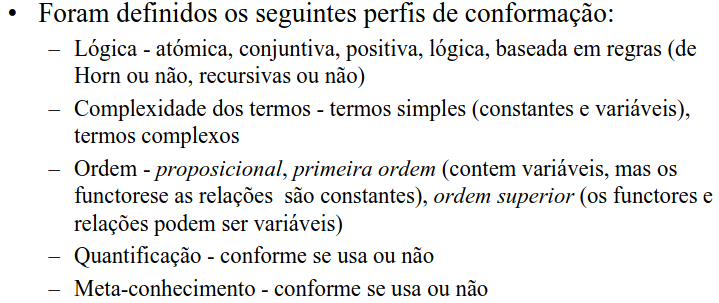 • Foram definidos os seguintes perfis de conformação:
– Lógica - atómica, conjuntiva, positiva, lógica, baseada em regras (de
Horn ou não, recursivas ou não)
– Complexidade dos termos - termos simples (constantes e variáveis),
termos complexos
– Ordem - proposicional, primeira ordem (contem variáveis, mas os
functorese as relações  são constantes), ordem superior (os functores e
relações podem ser variáveis)
– Quantificação - conforme se usa ou não
– Meta-conhecimento - conforme se usa ou não